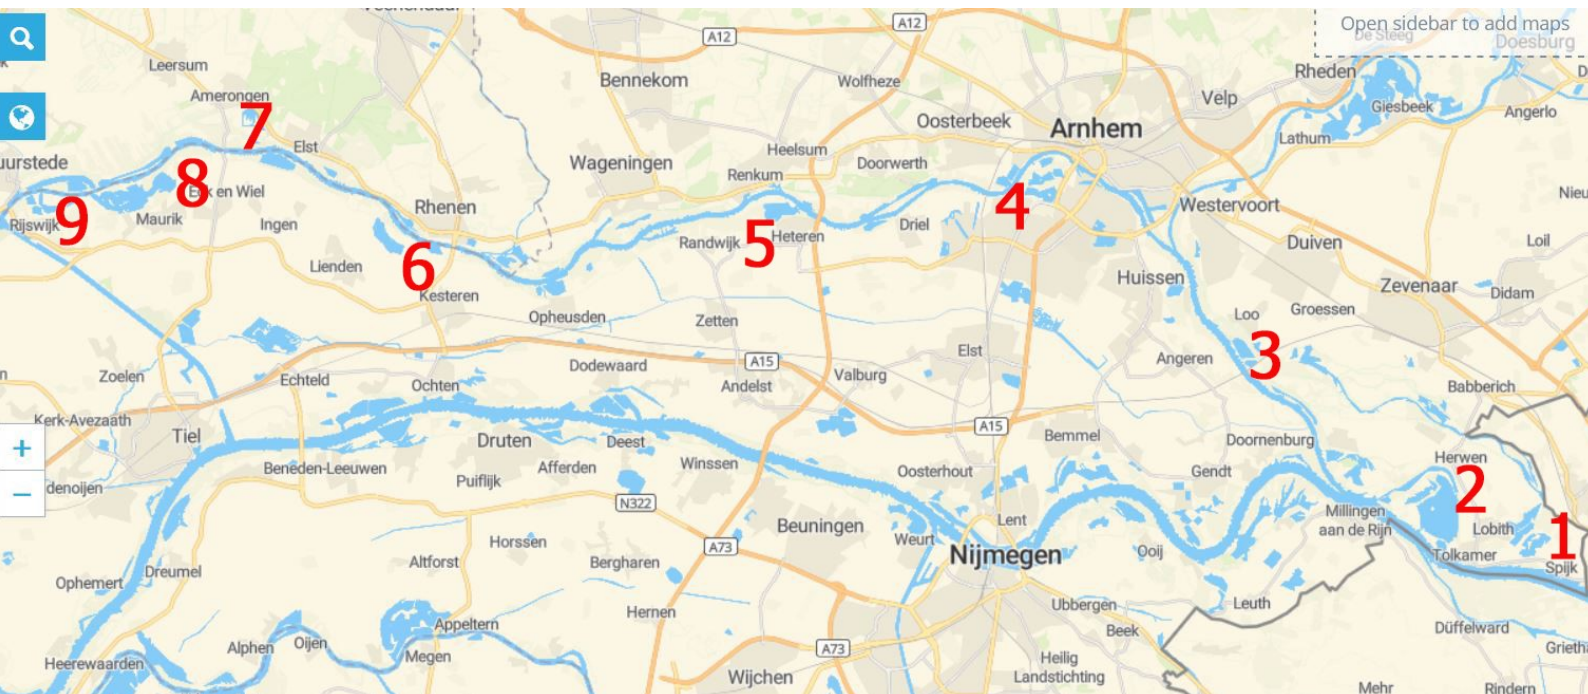 A12
A12
Open sidebar to add maps
De Steeg
Doesburg
Leersum
Bennekom
Wolfheze
Rheden
Velp
Amerongen
Giesbeek
Angerlo
7
Oosterbeek
Arnhem
Elst
Heelsum
Lathum
uurstede
Wageningen
Doorwerth
Renkum
8
Eck en Wiel
9
Rijswijk
Maurik
Ingen
Rhenen
4
Westervoort
Driel
5
Randwijk
Heteren
Duiven
Loil
Lienden
6
Kesteren
Huissen
Zevenaar
Didam
Opheusden
Zetten
Loo
Groessen
3
Elst
Angeren
Zoelen
Echteld
Ochten
Dodewaard
A15
Andelst
Valburg
Babberich
Kerk-Avezaath
Tiel
Druten
Deest
A15
Bemmel
Doornenburg
Beneden-Leeuwen
Afferden
Puiflijk
Winssen
Oosterhout
Gendt
Herwen
2
denoijen
N322
Beuningen
Lent
Weurt
Millingen
aan de Rijn
Lobith
1
Tolkamer
Spijk
Horssen
A73
Nijmegen
Ooij
Altforst
Bergharen
Ophemert
Dreumel
Hernen
Ubbergen
Leuth
Beek
Düffelward
Appeltern
Alphen
Oijen
Megen
A73
Heerewaarden
Wijchen
Heilig
Landstichting
Grieth
Mehr
Rindern
+
−